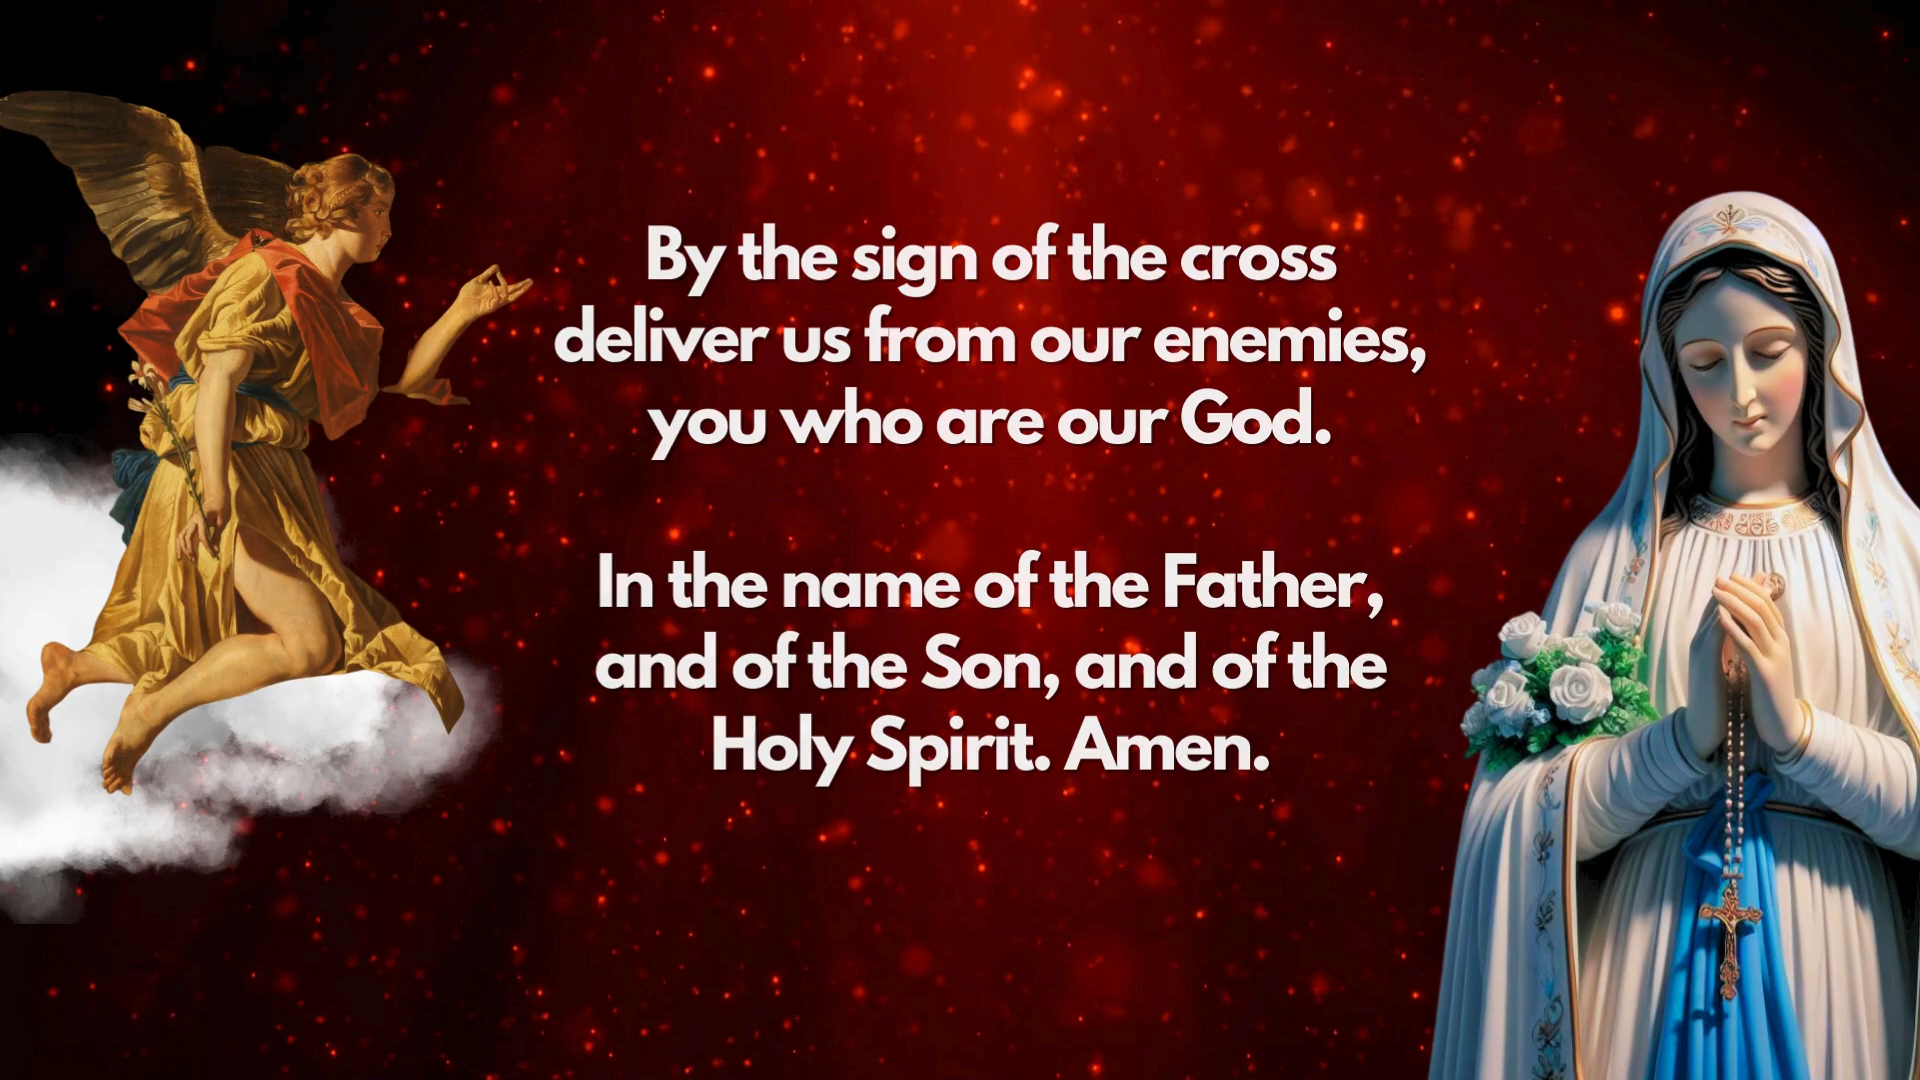 By the sign of the cross
deliver us from our enemies,
you who are our God.
In the name of the Father,
and of the Son, and of the
Holy Spirit. Amen.